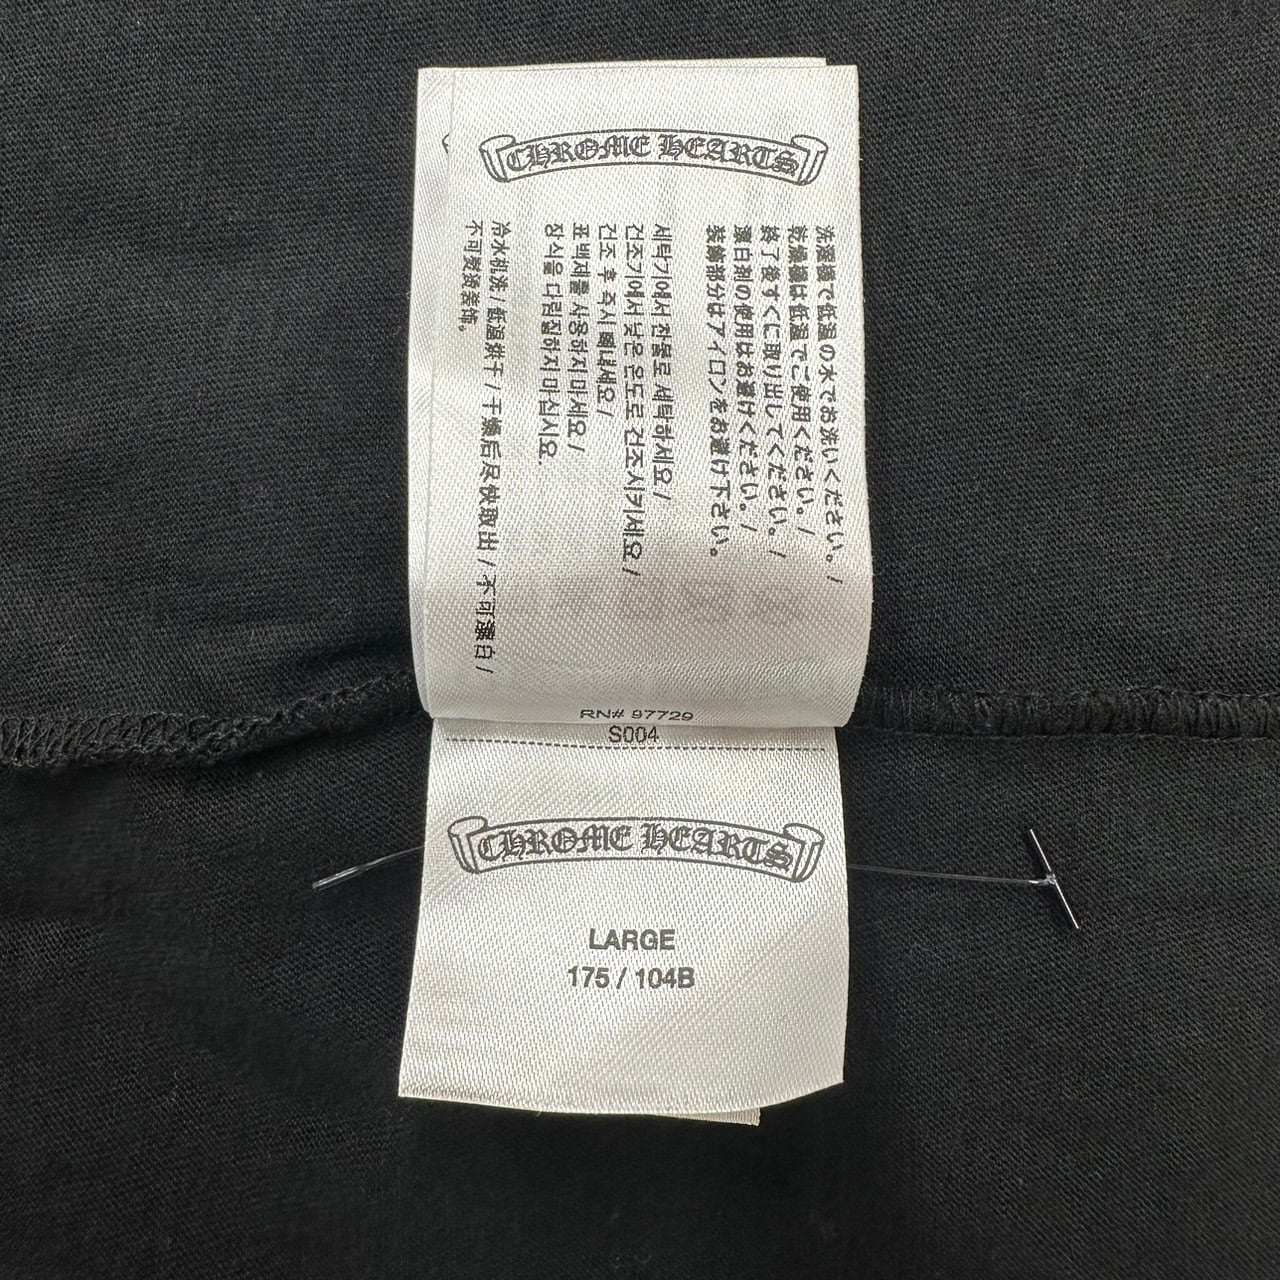 CHROME HEARTS
洗濯機で低温の水でお洗いください。/
乾燥機は低温でご使用ください。/
終了後すぐに取り出してください。/
漂白剤の使用はお避けください。/
装飾部分はアイロンをお避け下さい。
세탁기에서 찬물로 세탁하세요/
건조기에서 낮은 온도로 건조시키세요/
건조 후 즉시 빼내세요/
표백제를 사용하지 마세요/
장식을 다림질하지 마십시오.
冷水机洗/低温烘干/干燥后尽快取出/不可漂白/
不可熨烫装饰。
RN# 97729
S004
CHROME HEARTS
LARGE
175 / 104B